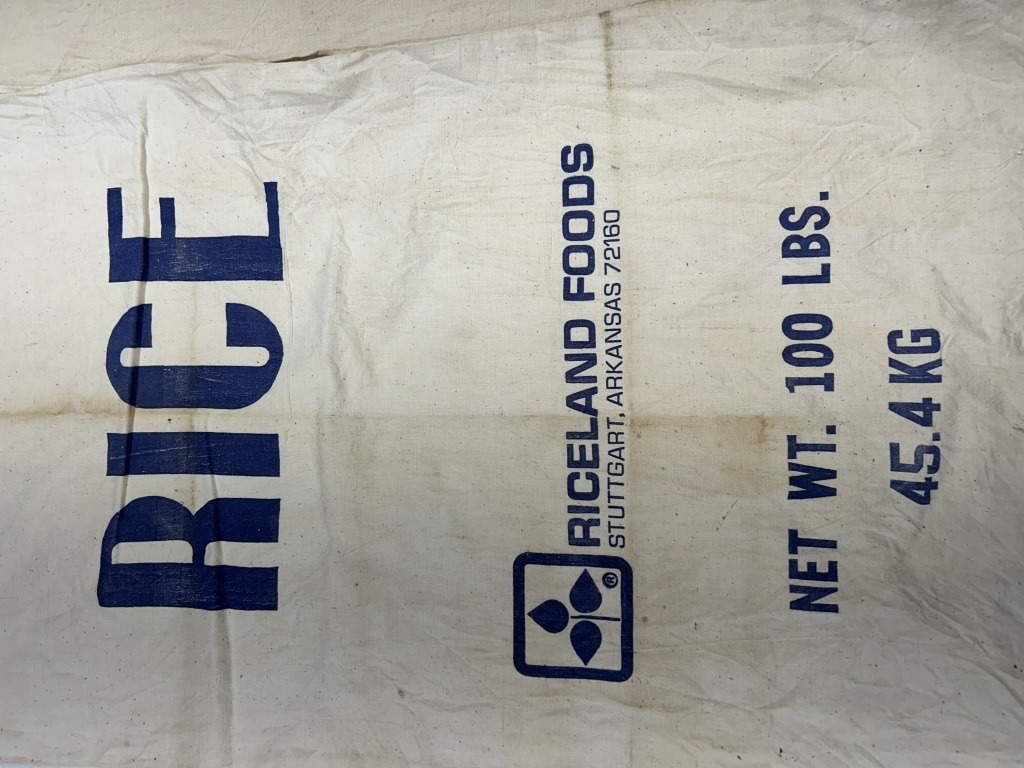 RICE
RICELAND FOODS
STUTTGART, ARKANSAS 72160
®
NET WT. 100 LBS.
45.4 KG